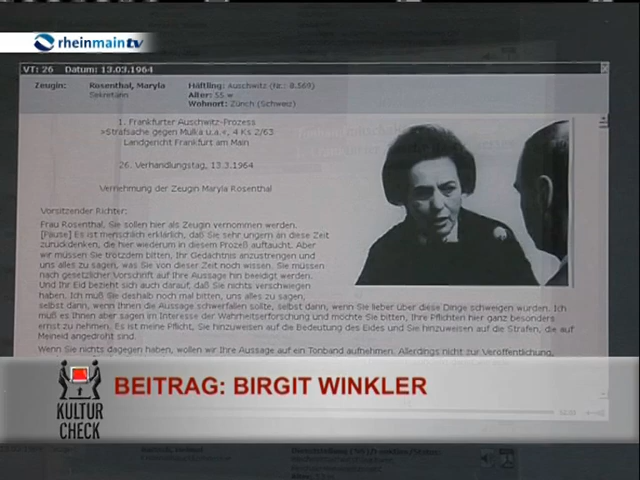 rheinmaintv
VT: 26 Datum: 13.03.1964
Zeugin: Rosenthal, Maryla Häftling: Auschwitz (Nr.: 8.569)
Sekretärin Alter: 55 w
Wohnort: Zürich (Schweiz)
1. Frankfurter Auschwitz-Prozess
>Strafsache gegen Mulka u.a.<, 4 Ks 2/63
Landgericht Frankfurt am Main
26. Verhandlungstag, 13.3.1964
Vernehmung der Zeugin Maryla Rosenthal
Vorsitzender Richter:
Frau Rosenthal, Sie sollen hier als Zeugin vernommen werden.
[Pause] Es ist menschlich erklärlich, daß Sie sehr ungern an diese Zeit
zurückdenken, die hier wiederum in diesem Prozeß auftaucht. Aber
wir müssen Sie trotzdem bitten, Ihr Gedächtnis anzustrengen und
uns alles zu sagen, was Sie von dieser Zeit noch wissen. Sie müssen
nach gesetzlicher Vorschrift auf Ihre Aussage hin beeidigt werden.
Und Ihr Eid bezieht sich auch darauf, daß Sie nichts verschwiegen
haben. Ich muß Sie deshalb noch mal bitten, uns alles zu sagen,
selbst dann, wenn Ihnen die Aussage schwerfallen sollte, selbst dann, wenn Sie lieber über diese Dinge schweigen würden. Ich
muß es Ihnen aber sagen im Interesse der Wahrheitserforschung und möchte Sie bitten, Ihre Pflichten hier ganz besonders
ernst zu nehmen. Es ist meine Pflicht, Sie hinzuweisen auf die Bedeutung des Eides und Sie hinzuweisen auf die Strafen, die auf
Meineid angedroht sind.
Wenn Sie nichts dagegen haben, wollen wir Ihre Aussage auf ein Tonband aufnehmen. Allerdings nicht zur Veröffentlichung,
BEITRAG: BIRGIT WINKLER
KULTUR
CHECK